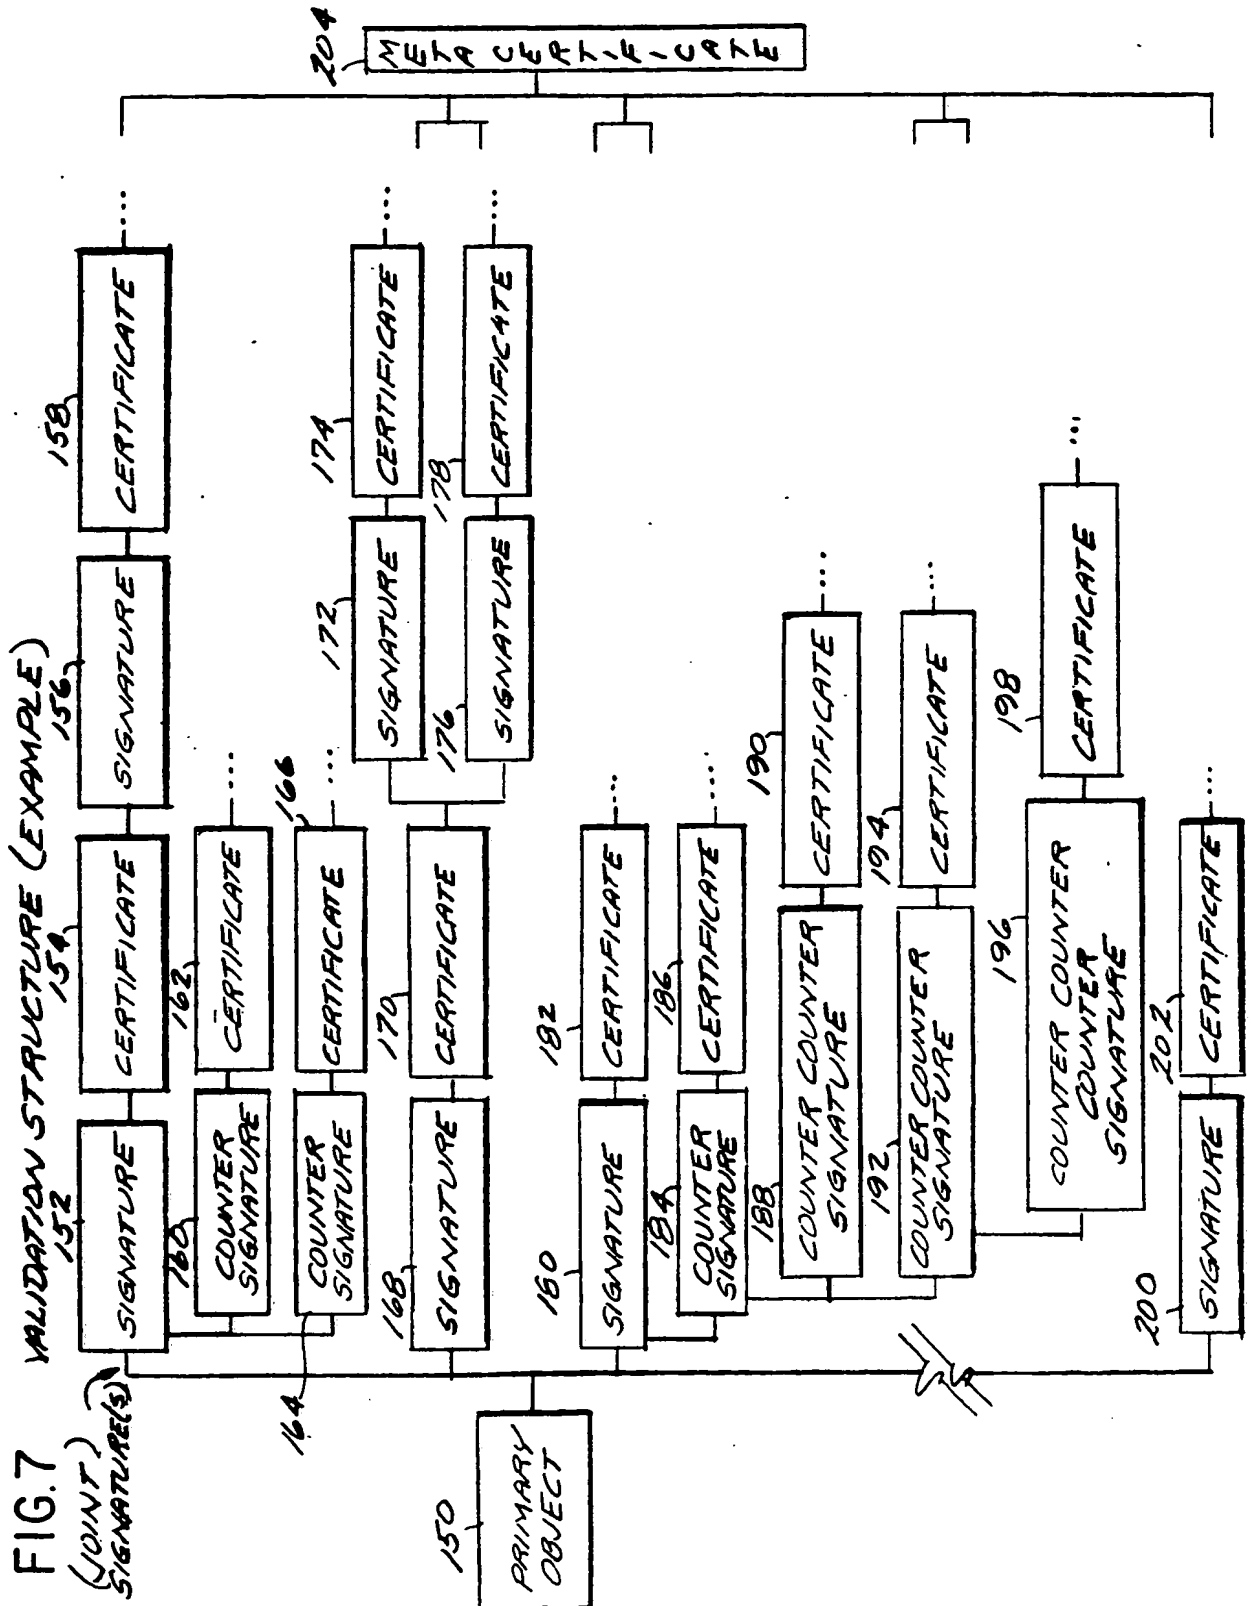 FIG.7
VALIDATION STRUCTURE (EXAMPLE)
(JOINT)
SIGNATURE(S)
150
PRIMARY
OBJECT
152
SIGNATURE
154
CERTIFICATE
156
SIGNATURE
158
CERTIFICATE
....
160
COUNTER
SIGNATURE
162
CERTIFICATE
...
164
COUNTER
SIGNATURE
166
CERTIFICATE
...
168
SIGNATURE
170
CERTIFICATE
172
SIGNATURE
174
CERTIFICATE
....
176
SIGNATURE
178
CERTIFICATE
....
180
SIGNATURE
182
CERTIFICATE
...
184
COUNTER
SIGNATURE
186
CERTIFICATE
...
188
COUNTER COUNTER
SIGNATURE
190
CERTIFICATE
...
192
COUNTER COUNTER
SIGNATURE
194
CERTIFICATE
...
196
COUNTER COUNTER
COUNTER
SIGNATURE
198
CERTIFICATE
...
200
SIGNATURE
202
CERTIFICATE
...
204
META CERTIFICATE